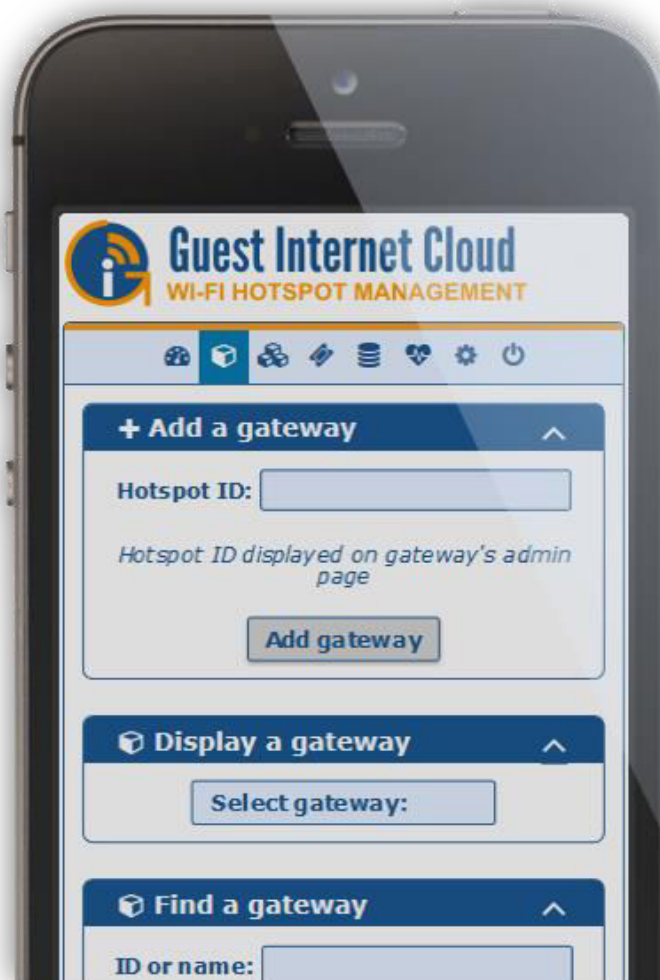 Guest Internet Cloud
WI-FI HOTSPOT MANAGEMENT
Add a gateway
Hotspot ID:
Hotspot ID displayed on gateway's admin
page
Add gateway
Display a gateway
Select gateway:
Find a gateway
ID or name: